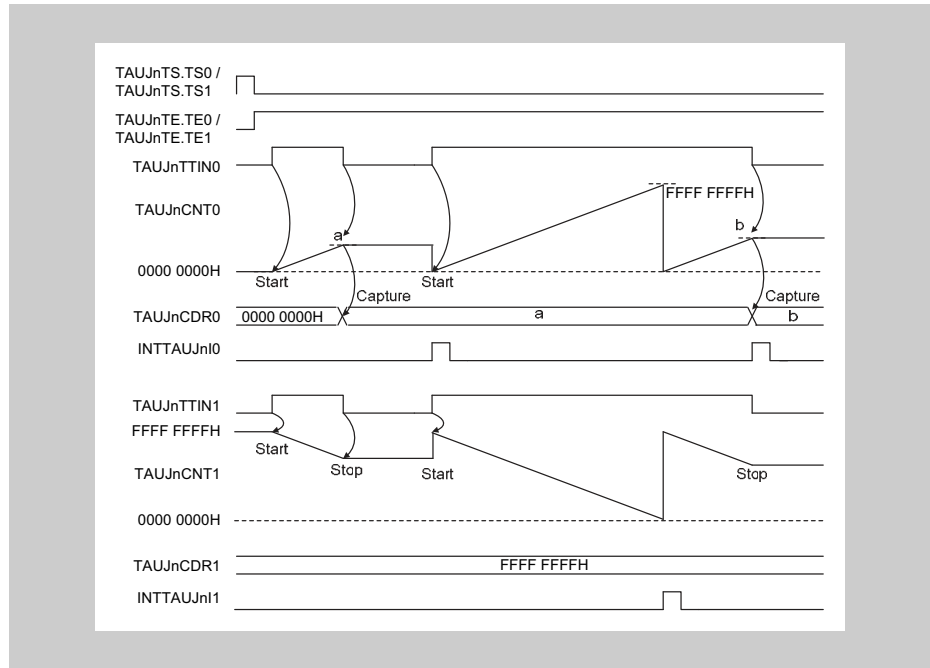 TAUJnTS.TS0 /
TAUJnTS.TS1
TAUJnTE.TE0 /
TAUJnTE.TE1
TAUJnTTIN0
TAUJnCNT0
FFFF FFFFH
a
b
0000 0000H
Start
Start
Capture
Capture
TAUJnCDR0
0000 0000H
a
b
INTTAUJnI0
TAUJnTTIN1
FFFF FFFFH
Start
Stop
Start
Stop
TAUJnCNT1
0000 0000H
TAUJnCDR1
FFFF FFFFH
INTTAUJnI1